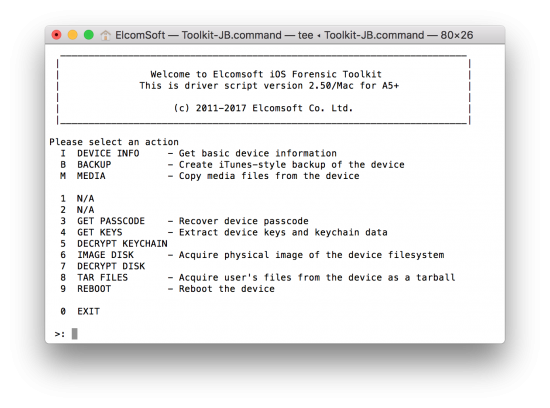 ElcomSoft — Toolkit-JB.command — tee ◂ Toolkit-JB.command — 80×26
Welcome to Elcomsoft iOS Forensic Toolkit
This is driver script version 2.50/Mac for A5+
(c) 2011-2017 Elcomsoft Co. Ltd.
Please select an action
I DEVICE INFO – Get basic device information
B BACKUP – Create iTunes-style backup of the device
M MEDIA – Copy media files from the device
1 N/A
2 N/A
3 GET PASSCODE – Recover device passcode
4 GET KEYS – Extract device keys and keychain data
5 DECRYPT KEYCHAIN
6 IMAGE DISK – Acquire physical image of the device filesystem
7 DECRYPT DISK
8 TAR FILES – Acquire user's files from the device as a tarball
9 REBOOT – Reboot the device
0 EXIT
>: